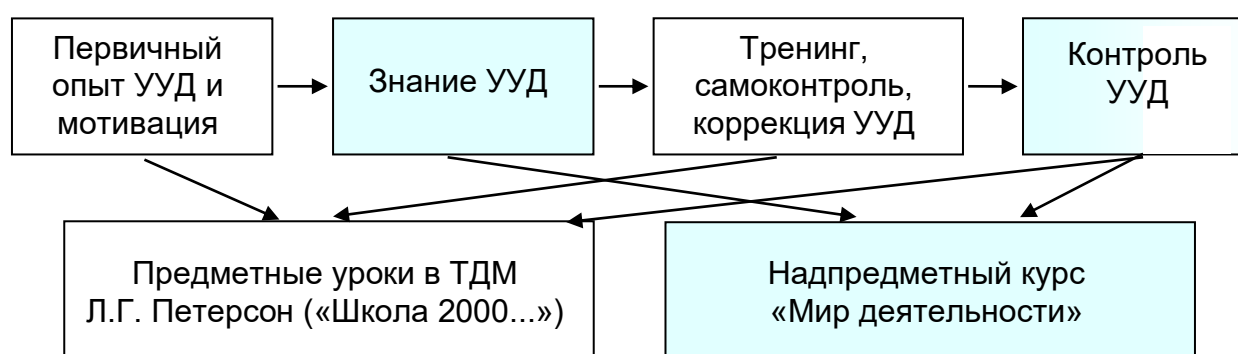 Первичный
опыт УУД и
мотивация
Знание УУД
Тренинг,
самоконтроль,
коррекция УУД
Контроль
УУД
Предметные уроки в ТДМ
Л.Г. Петерсон («Школа 2000...»)
Надпредметный курс
«Мир деятельности»